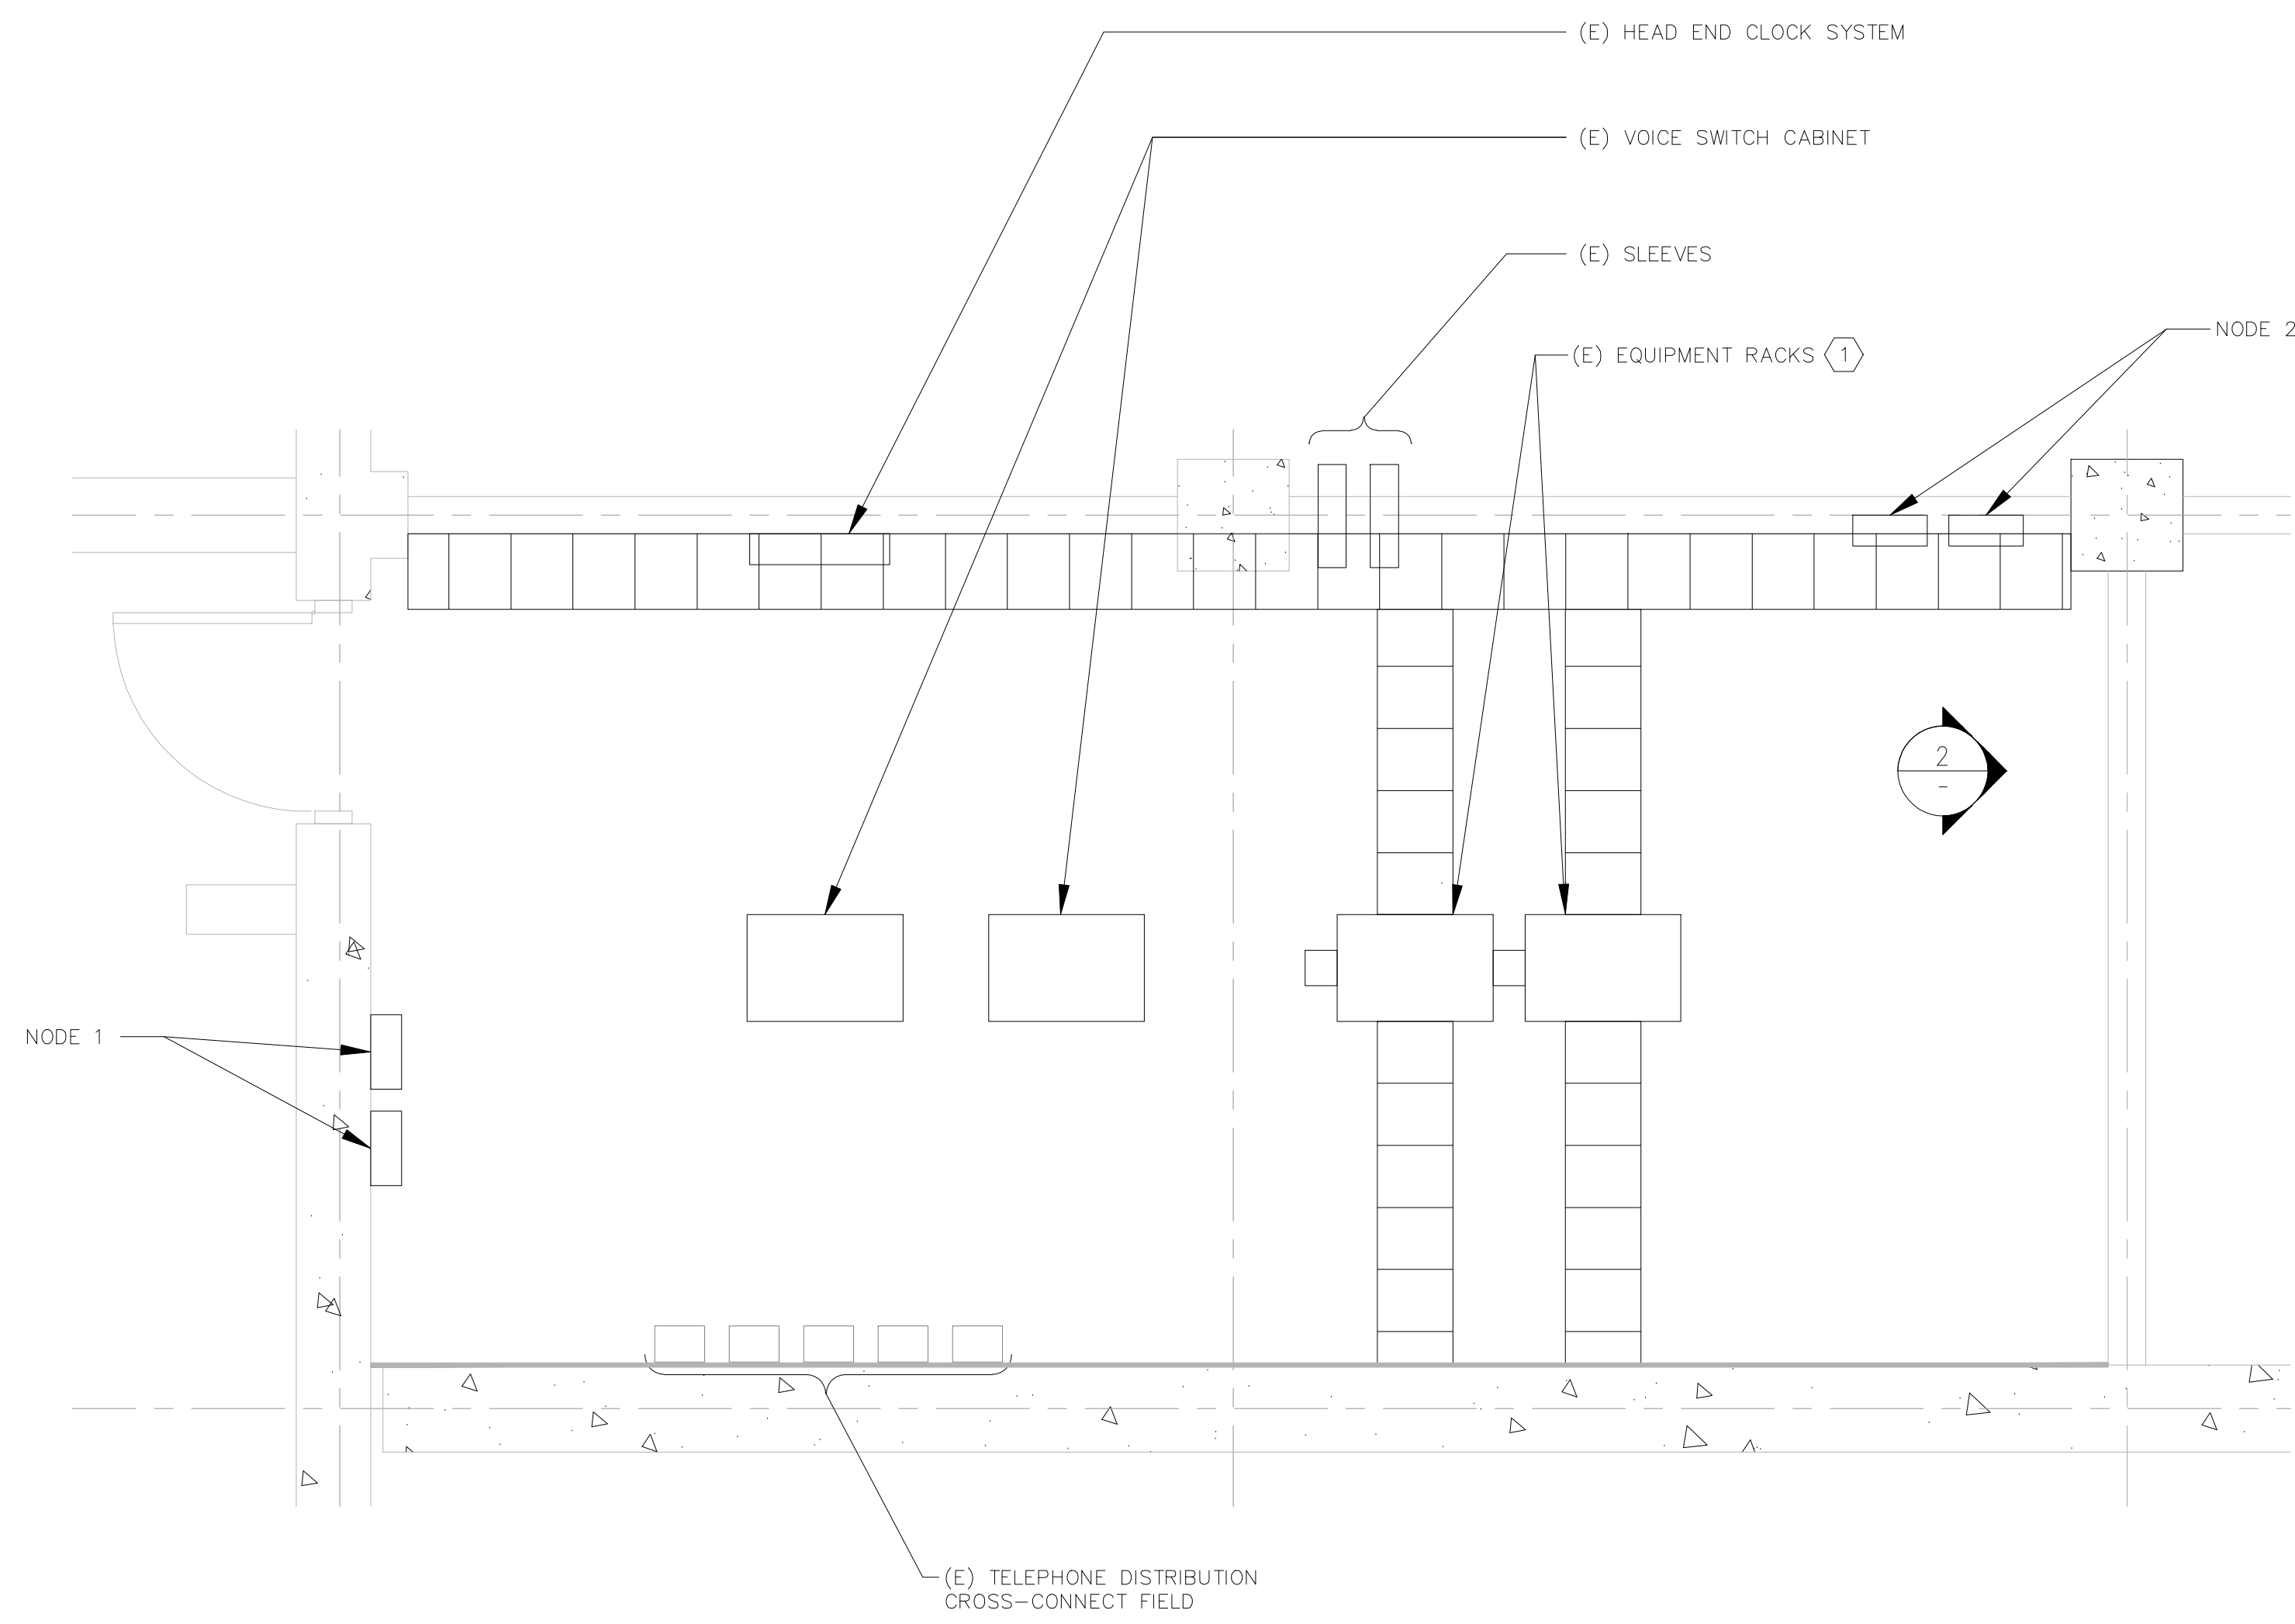 (E) HEAD END CLOCK SYSTEM
(E) VOICE SWITCH CABINET
(E) SLEEVES
NODE 2
(E) EQUIPMENT RACKS 1
2
-
NODE 1
(E) TELEPHONE DISTRIBUTION
CROSS-CONNECT FIELD